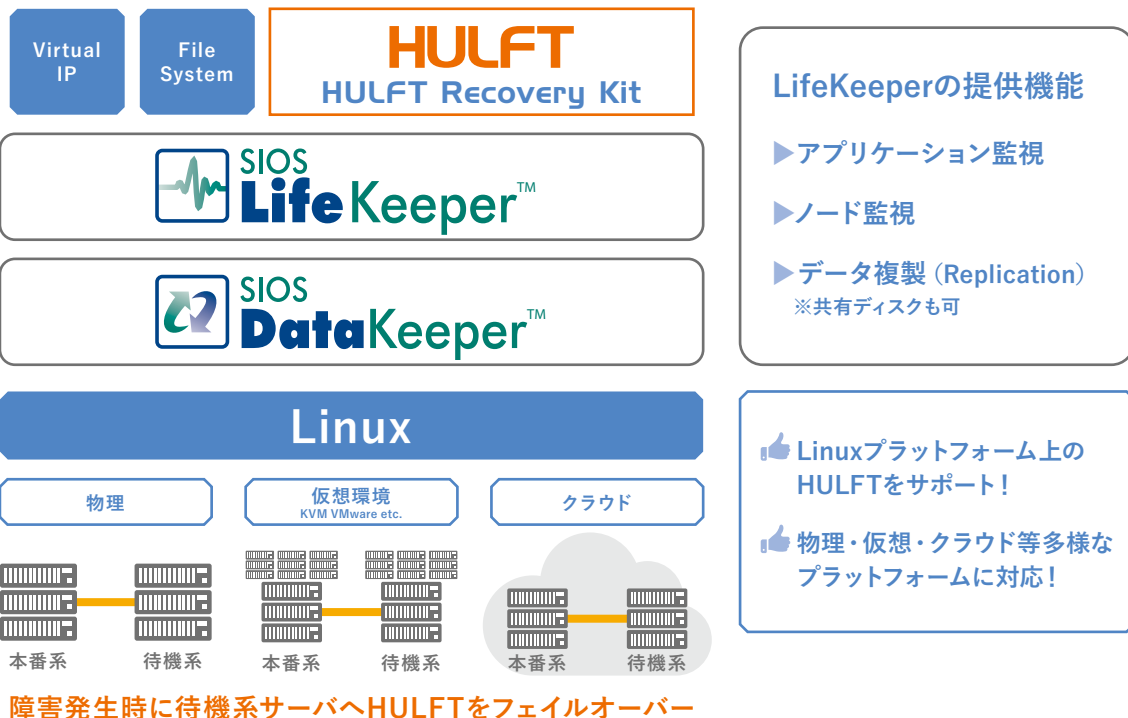 Virtual
IP
File
System
HULFT
HULFT Recovery Kit
SIOS
LifeKeeper™
SIOS
DataKeeper™
Linux
物理
仮想環境
KVM VMware etc.
クラウド
本番系
待機系
本番系
待機系
本番系
待機系
障害発生時に待機系サーバへHULFTをフェイルオーバー
LifeKeeperの提供機能
▶アプリケーション監視
▶ノード監視
▶データ複製（Replication）
※共有ディスクも可
Linuxプラットフォーム上の
HULFTをサポート！
物理・仮想・クラウド等多様な
プラットフォームに対応！